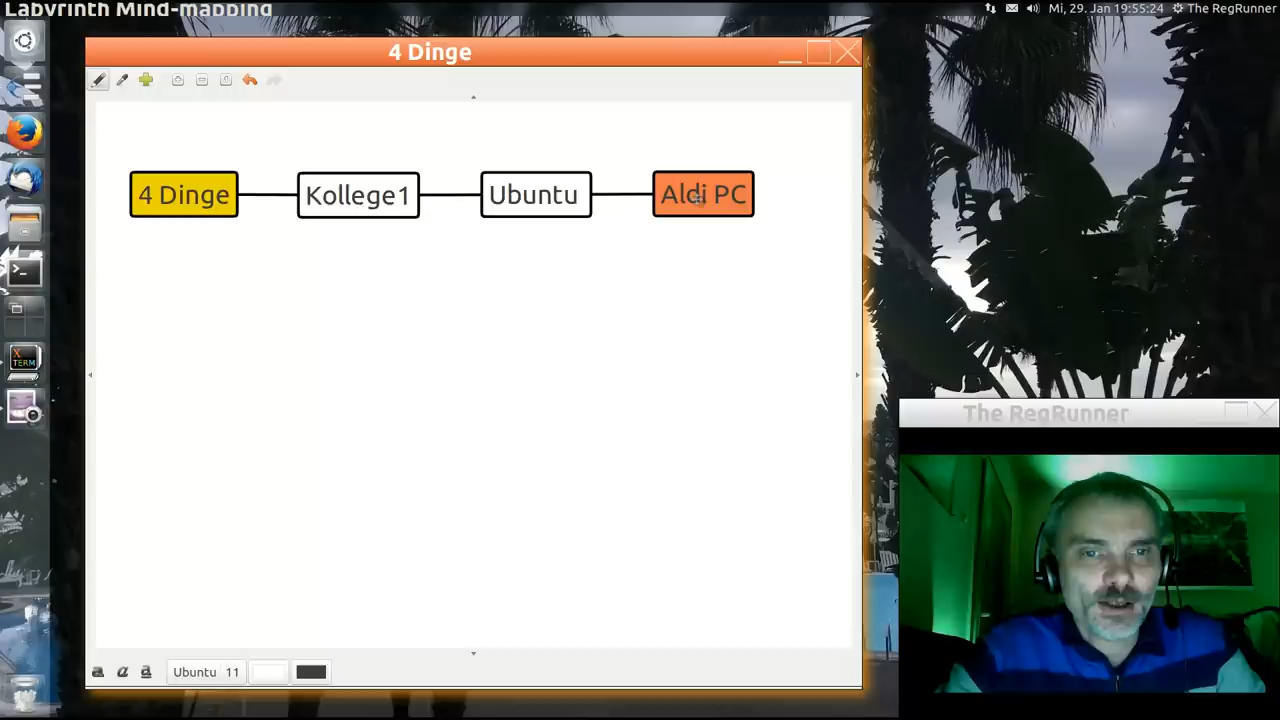 Labyrinth Mind-mapping
Mi, 29. Jan 19:55:24 The RegRunner
4 Dinge
4 Dinge Kollege1 Ubuntu Aldi PC
>_
X
TERM
The RegRunner
a a a Ubuntu 11